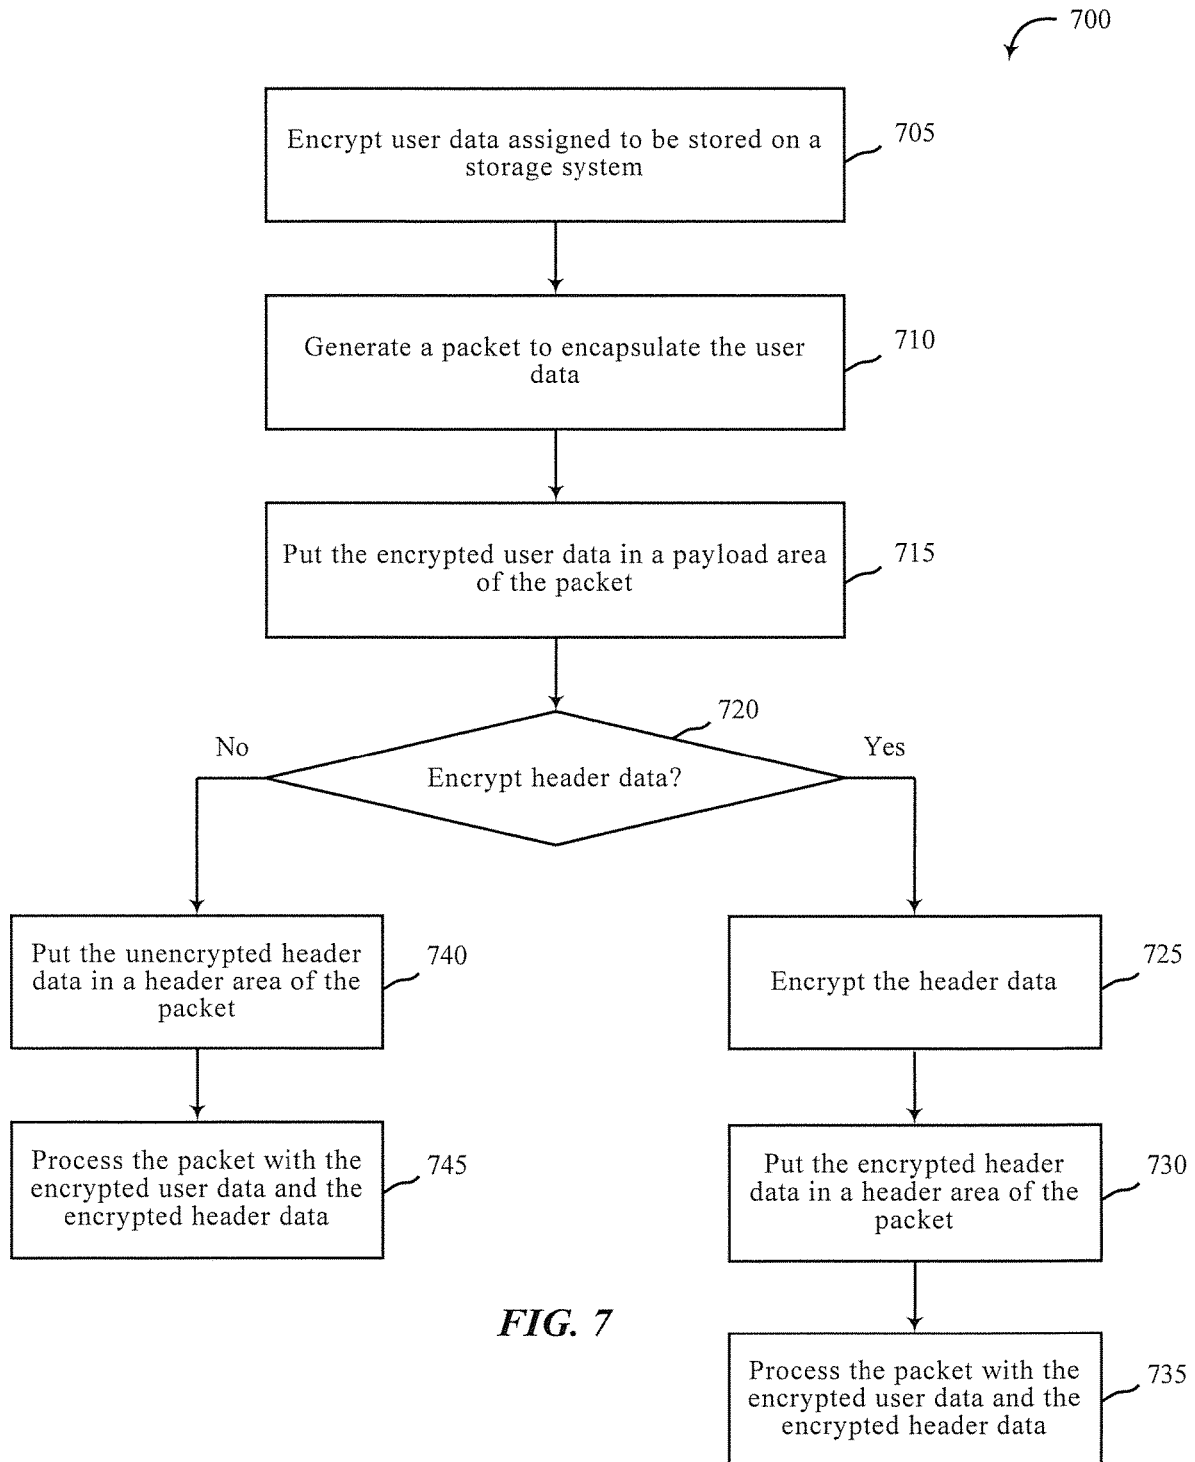 700
Encrypt user data assigned to be stored on a
storage system
705
Generate a packet to encapsulate the user
data
710
Put the encrypted user data in a payload area
of the packet
715
720
No
Yes
Encrypt header data?
Put the unencrypted header
data in a header area of the
packet
740
Encrypt the header data
725
Process the packet with the
encrypted user data and the
encrypted header data
745
Put the encrypted header
data in a header area of the
packet
730
FIG. 7
Process the packet with the
encrypted user data and the
encrypted header data
735